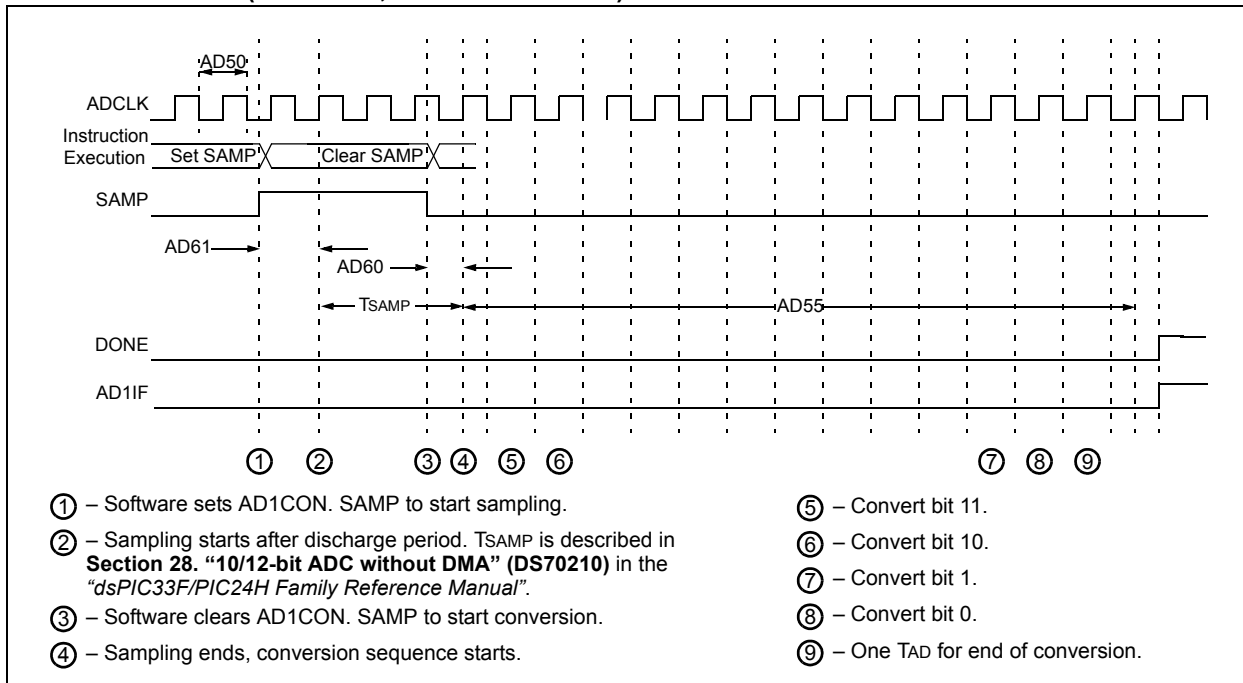 AD50
ADCLK
Instruction
Execution
Set SAMP
Clear SAMP
SAMP
AD61
AD60
TSAMP
AD55
DONE
AD1IF
1 2 3 4 5 6 7 8 9
1 – Software sets AD1CON. SAMP to start sampling.
2 – Sampling starts after discharge period. TSAMP is described in
Section 28. “10/12-bit ADC without DMA” (DS70210) in the
“dsPIC33F/PIC24H Family Reference Manual”.
3 – Software clears AD1CON. SAMP to start conversion.
4 – Sampling ends, conversion sequence starts.
5 – Convert bit 11.
6 – Convert bit 10.
7 – Convert bit 1.
8 – Convert bit 0.
9 – One TAD for end of conversion.